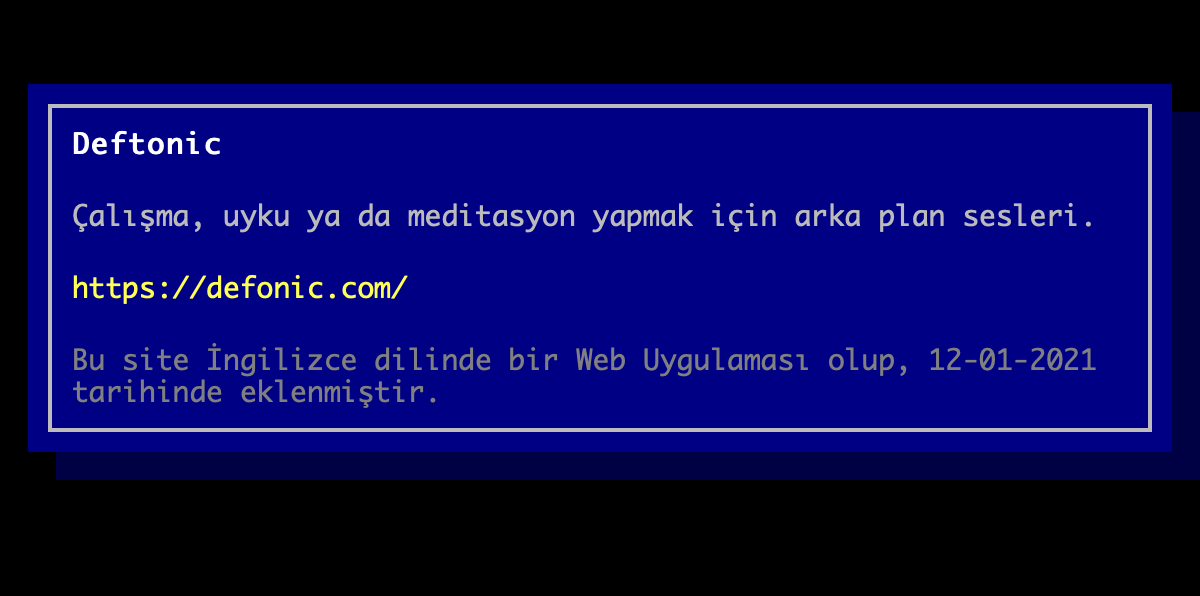 Deftonic
Çalışma, uyku ya da meditasyon yapmak için arka plan sesleri.
https://defonic.com/
Bu site İngilizce dilinde bir Web Uygulaması olup, 12-01-2021
tarihinde eklenmiştir.